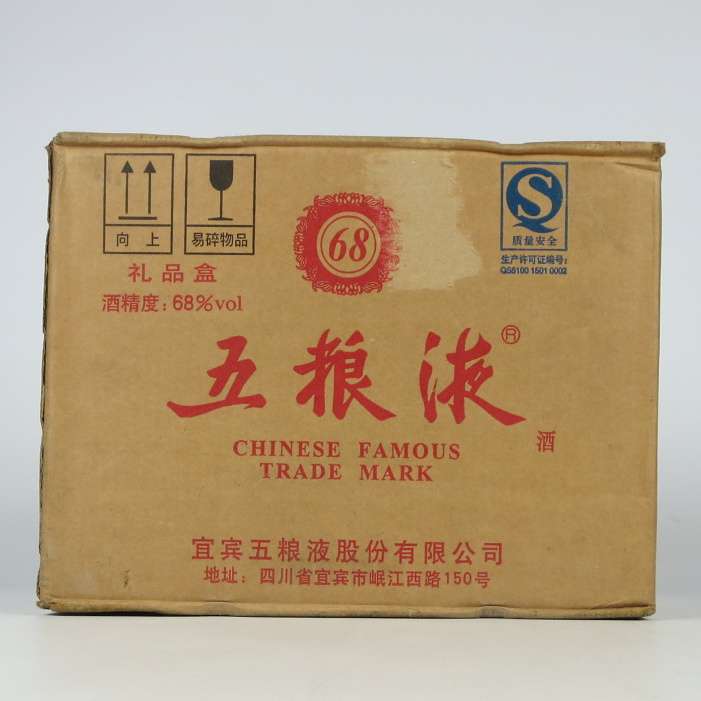 向 上
易碎物品
礼品盒
酒精度：68%vol
68
QS
质量安全
生产许可证编号：
QS5100 1501 0002
五粮液®
酒
CHINESE FAMOUS
TRADE MARK
宜宾五粮液股份有限公司
地址：四川省宜宾市岷江西路150号